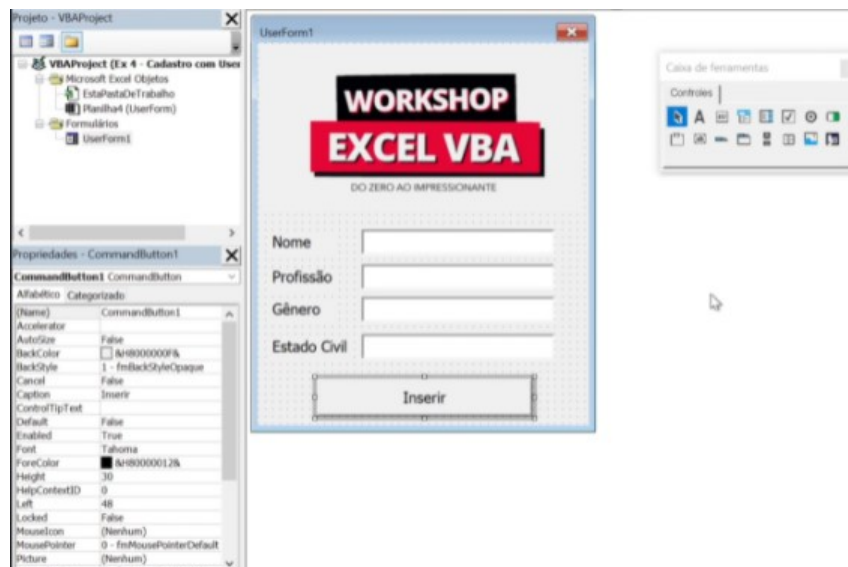 Projeto - VBAProject
VBAProject (Ex 4 - Cadastro com User
Microsoft Excel Objetos
EstaPastaDeTrabalho
Planilha4 (UserForm)
Formulários
UserForm1
Propriedades - CommandButton1
CommandButton1 CommandButton
Alfabético Categorizado
(Name) CommandButton1
Accelerator
AutoSize False
BackColor &H8000000F&
BackStyle 1 - fmBackStyleOpaque
Cancel False
Caption Inserir
ControlTipText
Default False
Enabled True
Font Tahoma
ForeColor &H80000012&
Height 30
HelpContextID 0
Left 48
Locked False
MouseIcon (Nenhum)
MousePointer 0 - fmMousePointerDefault
Picture (Nenhum)
UserForm1
WORKSHOP
EXCEL VBA
DO ZERO AO IMPRESSIONANTE
Nome
Profissão
Gênero
Estado Civil
Inserir
Caixa de ferramentas
Controles